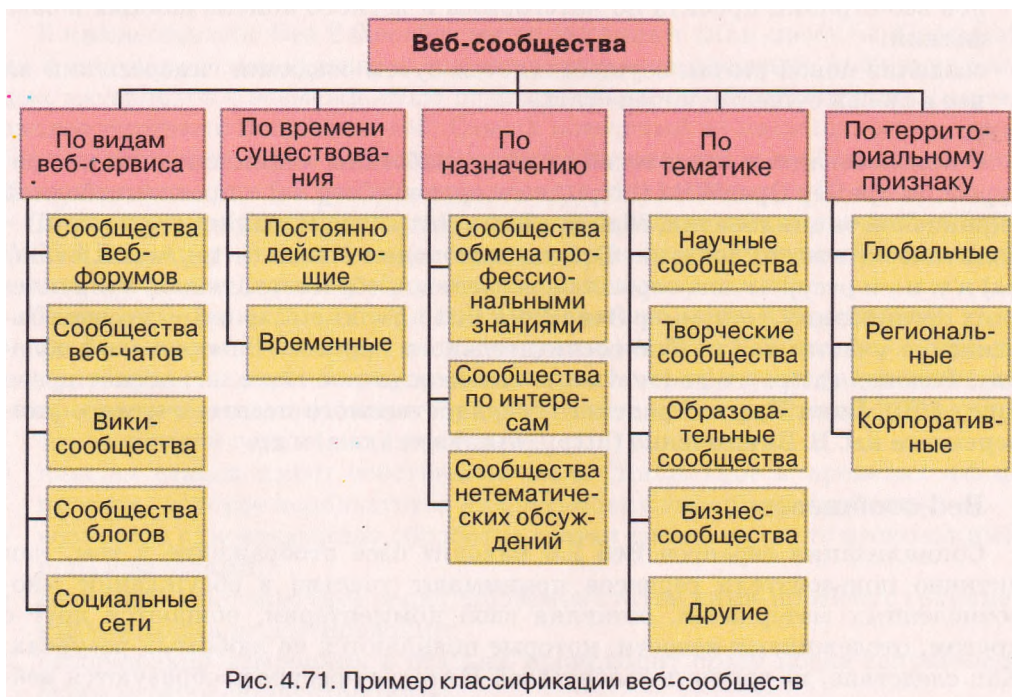 Веб-сообщества
По видам
веб-сервиса
Сообщества
веб-
форумов
Сообщества
веб-чатов
Вики-
сообщества
Сообщества
блогов
Социальные
сети
По времени
существова-
ния
Постоянно
действую-
щие
Временные
По
назначению
Сообщества
обмена про-
фессио-
нальными
знаниями
Сообщества
по интере-
сам
Сообщества
нетематиче-
ских обсуж-
дений
По
тематике
Научные
сообщества
Творческие
сообщества
Образова-
тельные
сообщества
Бизнес-
сообщества
Другие
По террито-
риальному
признаку
Глобальные
Региональ-
ные
Корпоратив-
ные
Рис. 4.71. Пример классификации веб-сообществ